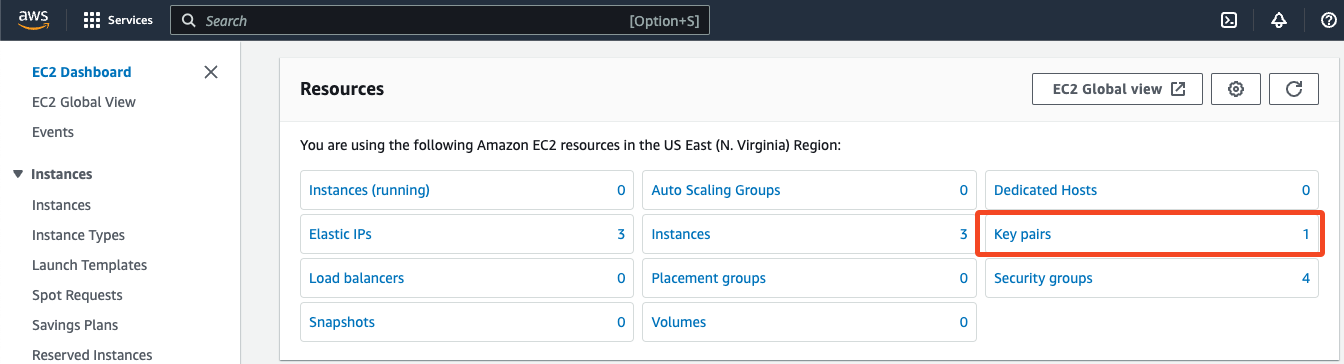 aws Services Search [Option+S]
EC2 Dashboard
EC2 Global View
Events
Instances
Instances
Instance Types
Launch Templates
Spot Requests
Savings Plans
Reserved Instances
Resources
EC2 Global view
You are using the following Amazon EC2 resources in the US East (N. Virginia) Region:
Instances (running) 0 Auto Scaling Groups 0 Dedicated Hosts 0
Elastic IPs 3 Instances 3 Key pairs 1
Load balancers 0 Placement groups 0 Security groups 4
Snapshots 0 Volumes 0